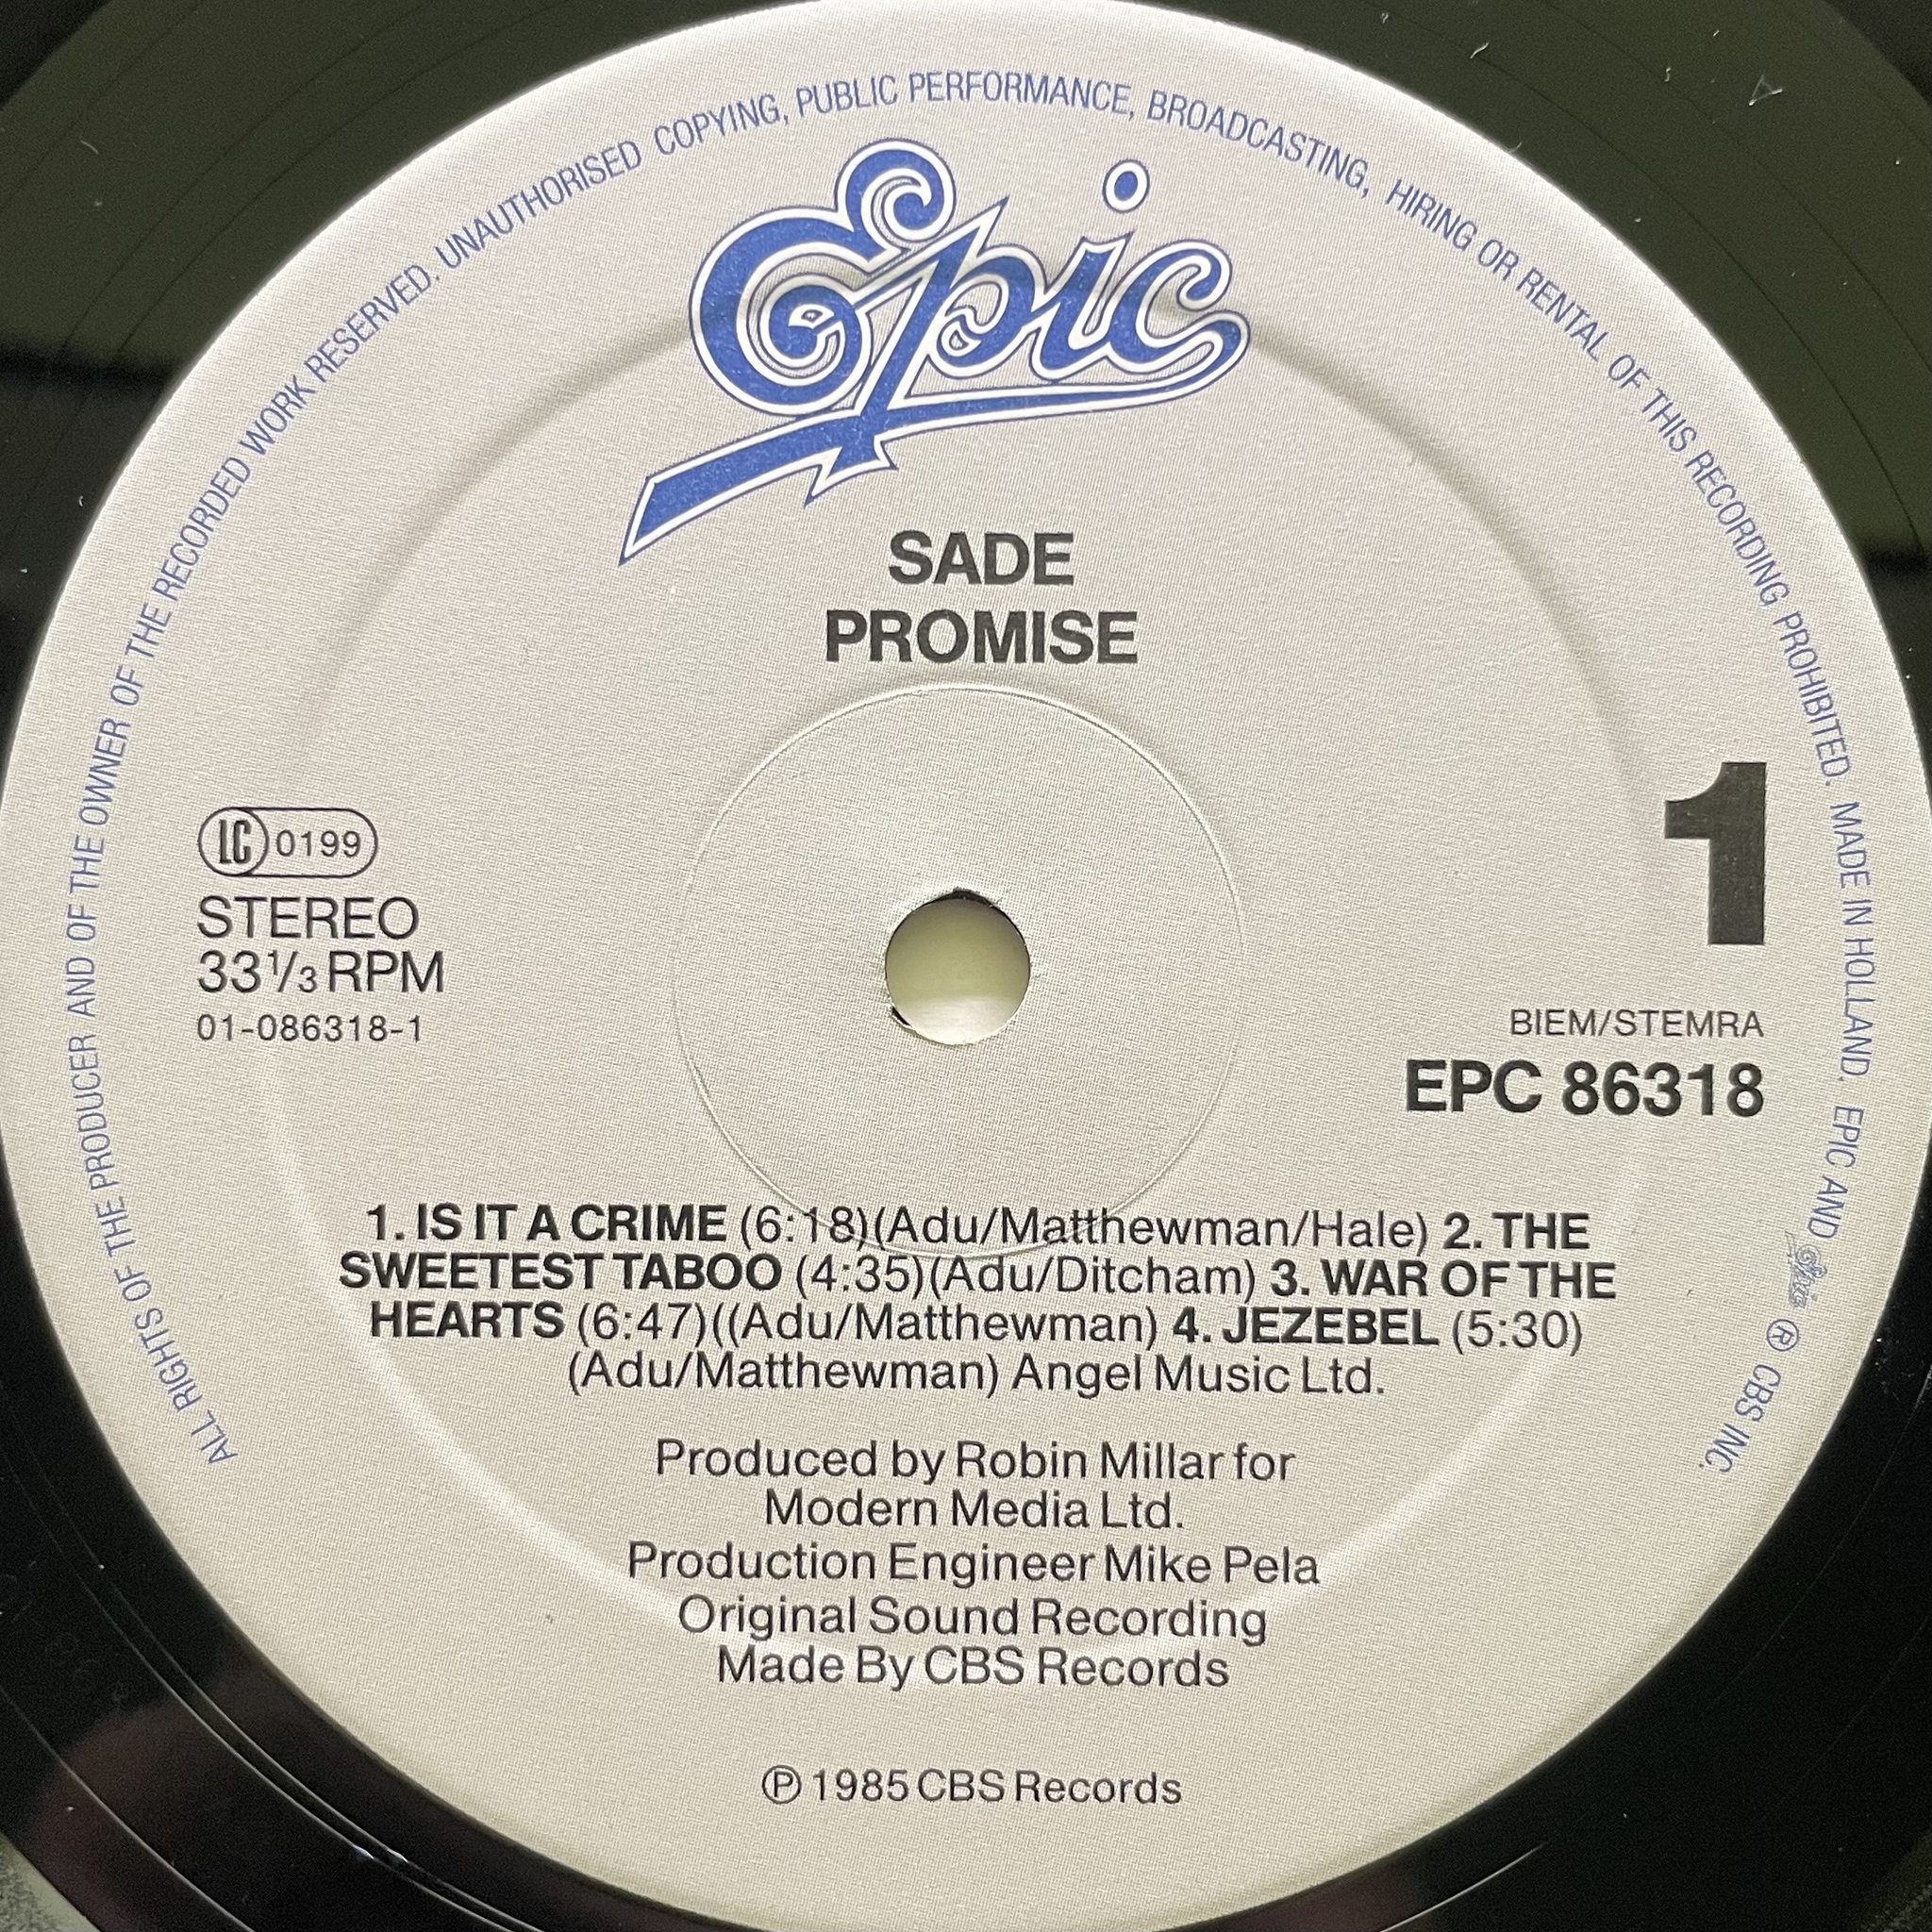 ALL RIGHTS OF THE PRODUCER AND OF THE OWNER OF THE RECORDED WORK RESERVED. UNAUTHORISED COPYING, PUBLIC PERFORMANCE, BROADCASTING, HIRING OR RENTAL OF THIS RECORDING PROHIBITED. MADE IN HOLLAND. EPIC AND Epic ® CBS INC.
Epic
SADE
PROMISE
LC 0199
STEREO
33 1/3 RPM
01-086318-1
1
BIEM/STEMRA
EPC 86318
1. IS IT A CRIME (6:18)(Adu/Matthewman/Hale) 2. THE
SWEETEST TABOO (4:35)(Adu/Ditcham) 3. WAR OF THE
HEARTS (6:47)((Adu/Matthewman) 4. JEZEBEL (5:30)
(Adu/Matthewman) Angel Music Ltd.
Produced by Robin Millar for
Modern Media Ltd.
Production Engineer Mike Pela
Original Sound Recording
Made By CBS Records
℗ 1985 CBS Records